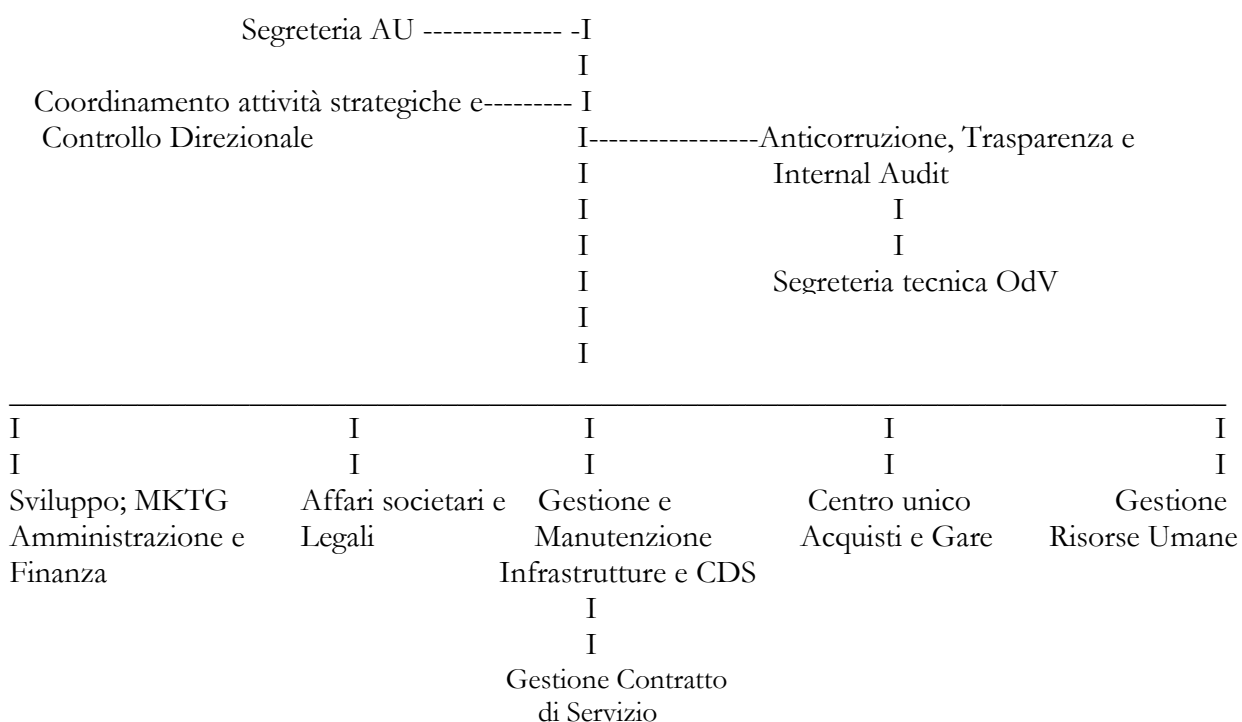 Segreteria AU -------------- -I
I
Coordinamento attività strategiche e--------- I
Controllo Direzionale I-----------------Anticorruzione, Trasparenza e
I Internal Audit
I I
I I
I Segreteria tecnica OdV
I
I
I I I I I
I I I I I
Sviluppo; MKTG Affari societari e Gestione e Centro unico Gestione
Amministrazione e Legali Manutenzione Acquisti e Gare Risorse Umane
Finanza Infrastrutture e CDS
I
I
Gestione Contratto
di Servizio